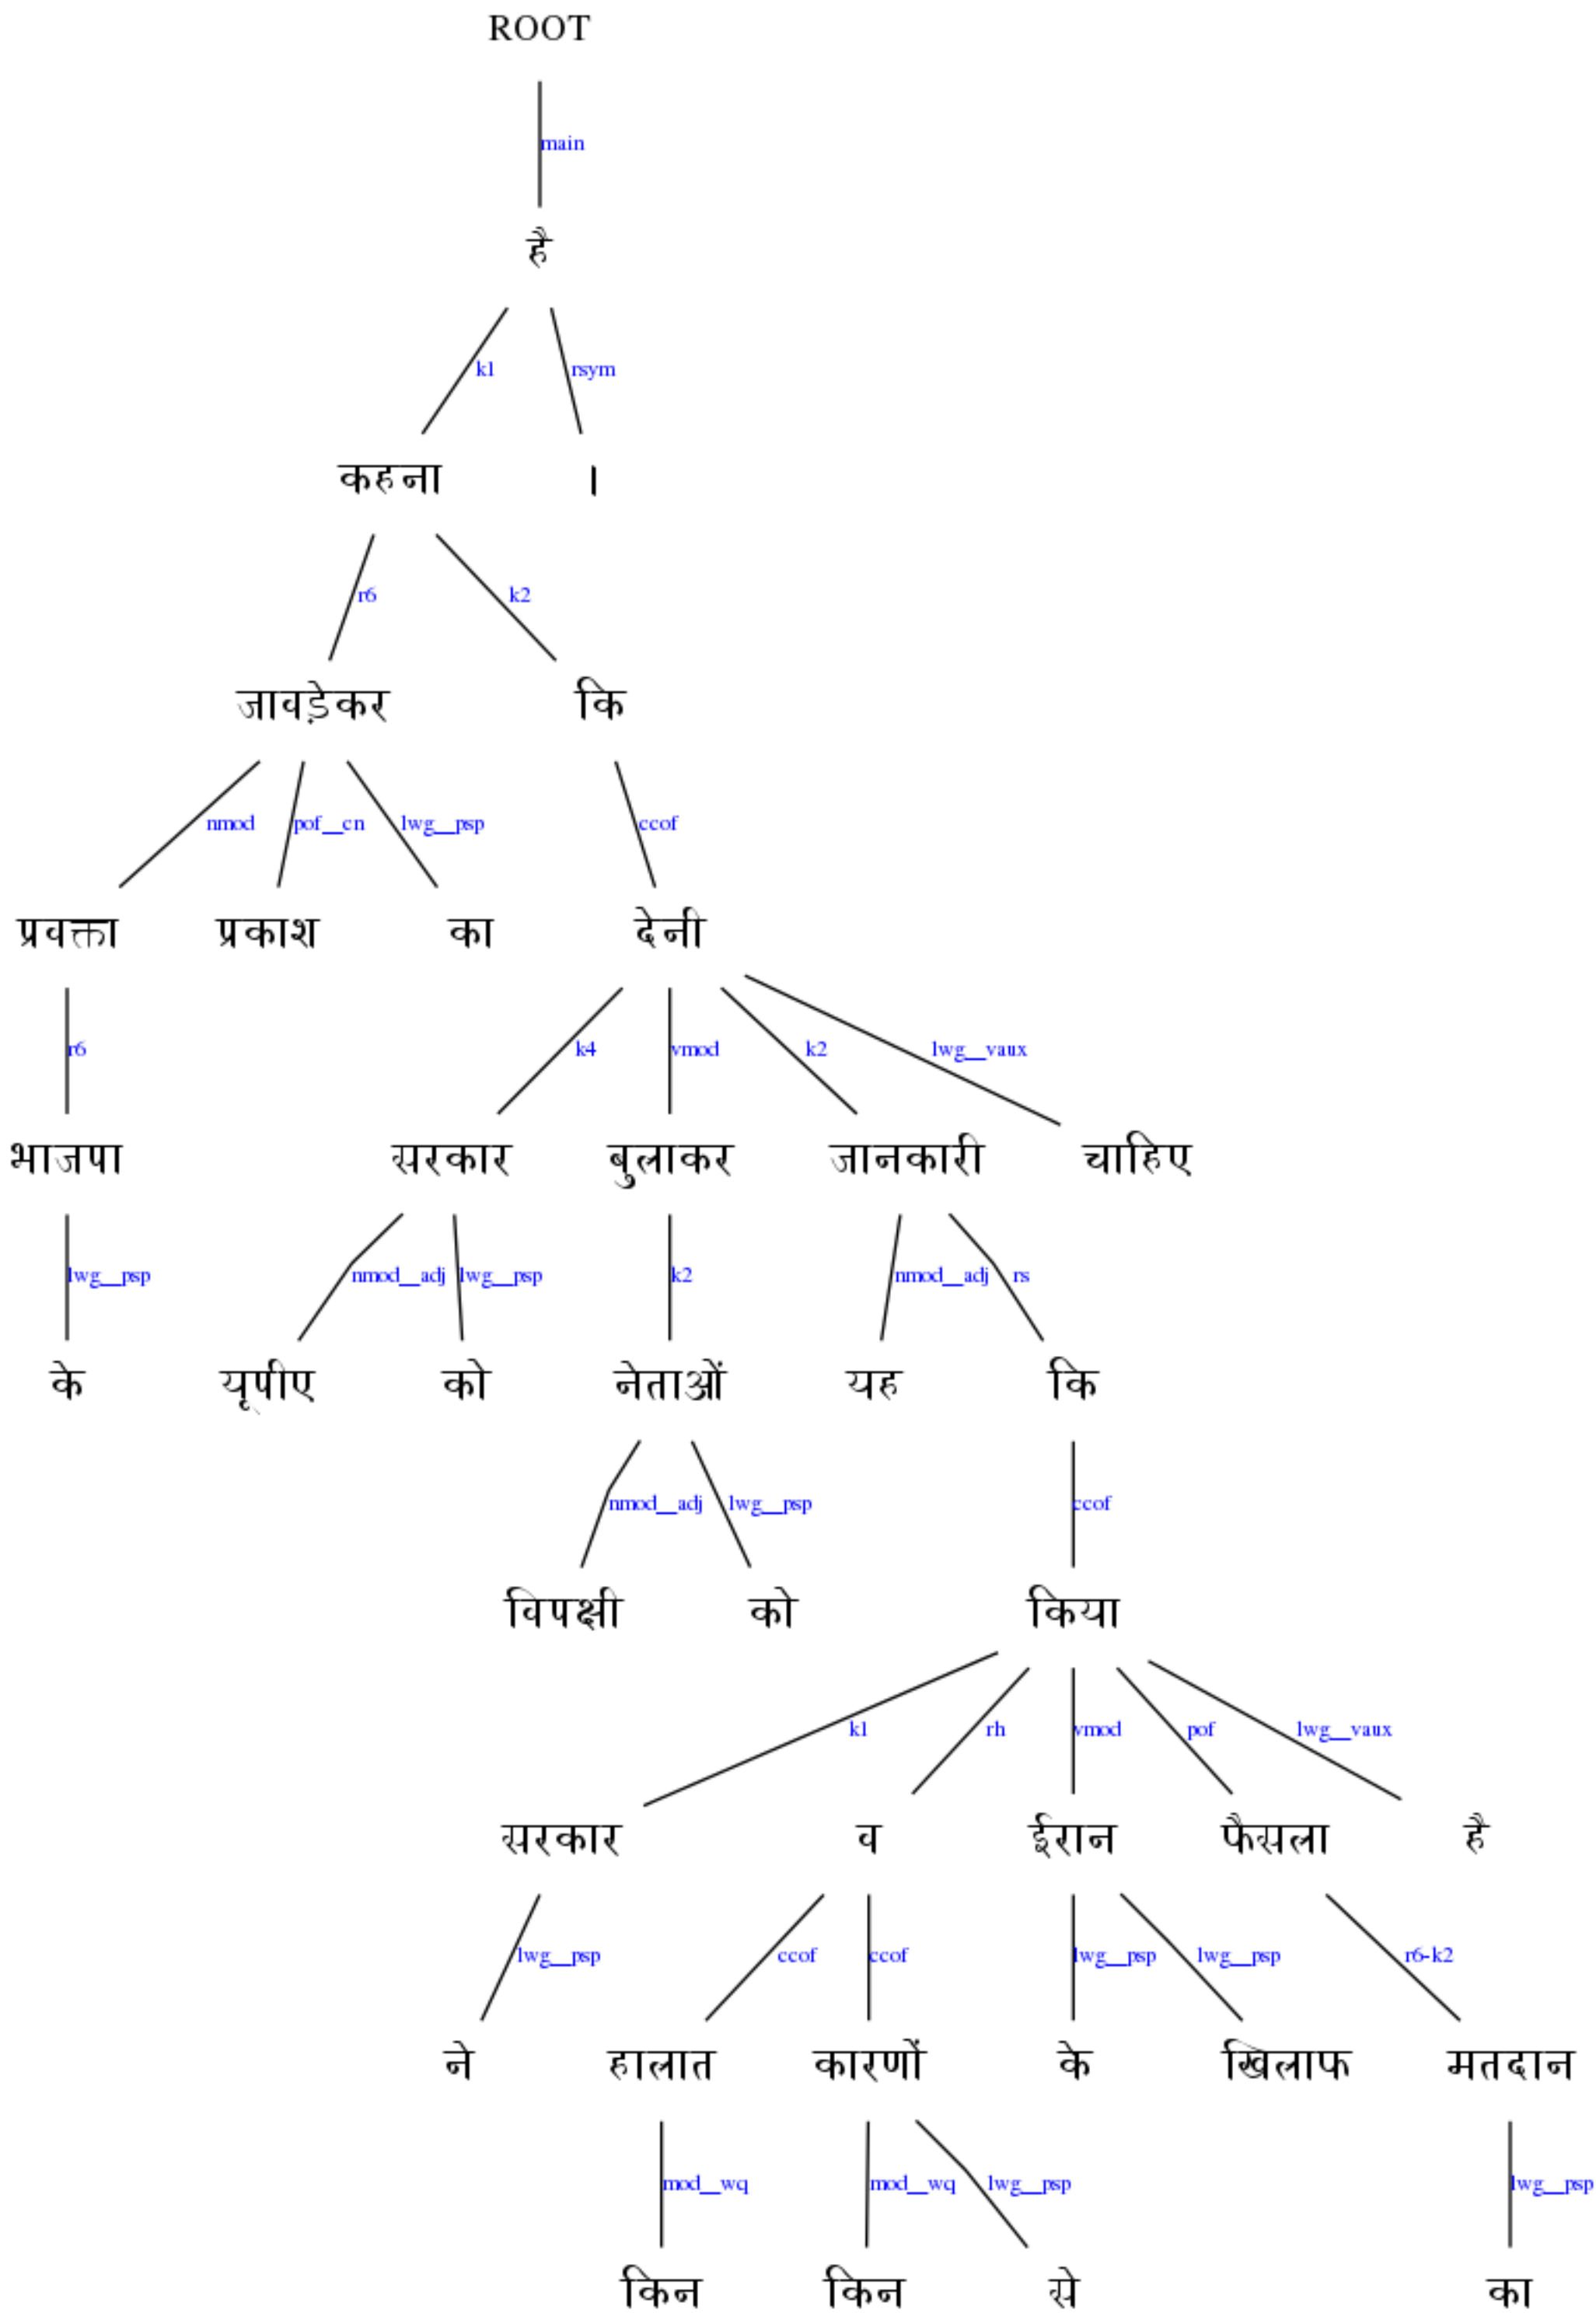 ROOT
main
है
k1 rsym
कहना ।
r6 k2
जावड़ेकर कि
nmod pof__cn lwg__psp ccof
प्रवक्ता प्रकाश का देनी
r6 k4 vmod k2 lwg__vaux
भाजपा सरकार बुलाकर जानकारी चाहिए
lwg__psp nmod__adj lwg__psp k2 nmod__adj rs
के यूपीए को नेताओं यह कि
nmod__adj lwg__psp ccof
विपक्षी को किया
k1 rh vmod pof lwg__vaux
सरकार व ईरान फैसला है
lwg__psp ccof ccof lwg__psp lwg__psp r6-k2
ने हालात कारणों के खिलाफ मतदान
mod__wq mod__wq lwg__psp lwg__psp
किन किन से का